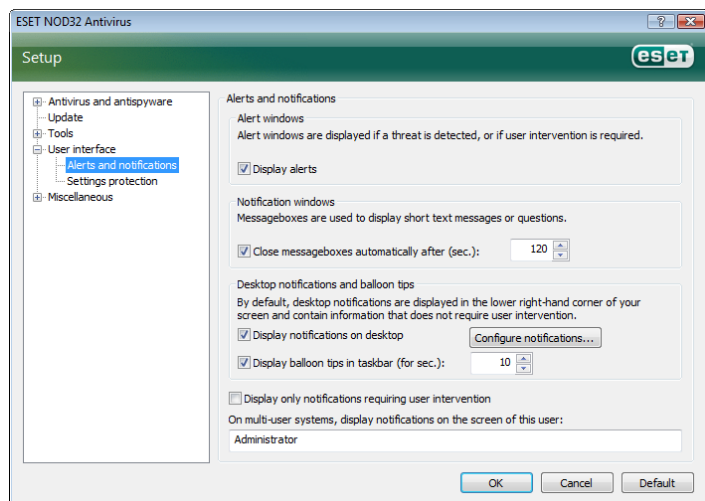 ESET NOD32 Antivirus
Setup
eset
Antivirus and antispyware
Update
Tools
User interface
Alerts and notifications
Settings protection
Miscellaneous
Alerts and notifications
Alert windows
Alert windows are displayed if a threat is detected, or if user intervention is required.
Display alerts
Notification windows
Messageboxes are used to display short text messages or questions.
Close messageboxes automatically after (sec.): 120
Desktop notifications and balloon tips
By default, desktop notifications are displayed in the lower right-hand corner of your
screen and contain information that does not require user intervention.
Display notifications on desktop Configure notifications...
Display balloon tips in taskbar (for sec.): 10
Display only notifications requiring user intervention
On multi-user systems, display notifications on the screen of this user:
Administrator
OK Cancel Default